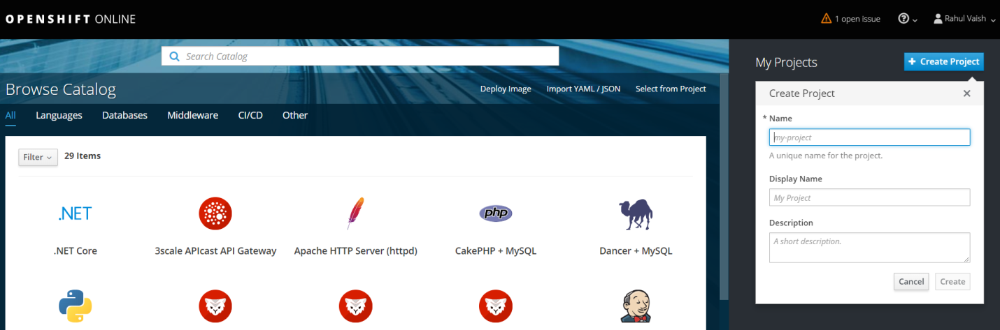 OPENSHIFT ONLINE
1 open issue
Rahul Vaish
Search Catalog
My Projects
+ Create Project
Browse Catalog
Deploy Image Import YAML / JSON Select from Project
All Languages Databases Middleware CI/CD Other
Filter
29 Items
.NET
php
.NET Core
3scale APIcast API Gateway
Apache HTTP Server (httpd)
CakePHP + MySQL
Dancer + MySQL
Create Project
* Name
my-project
A unique name for the project.
Display Name
My Project
Description
A short description.
Cancel Create